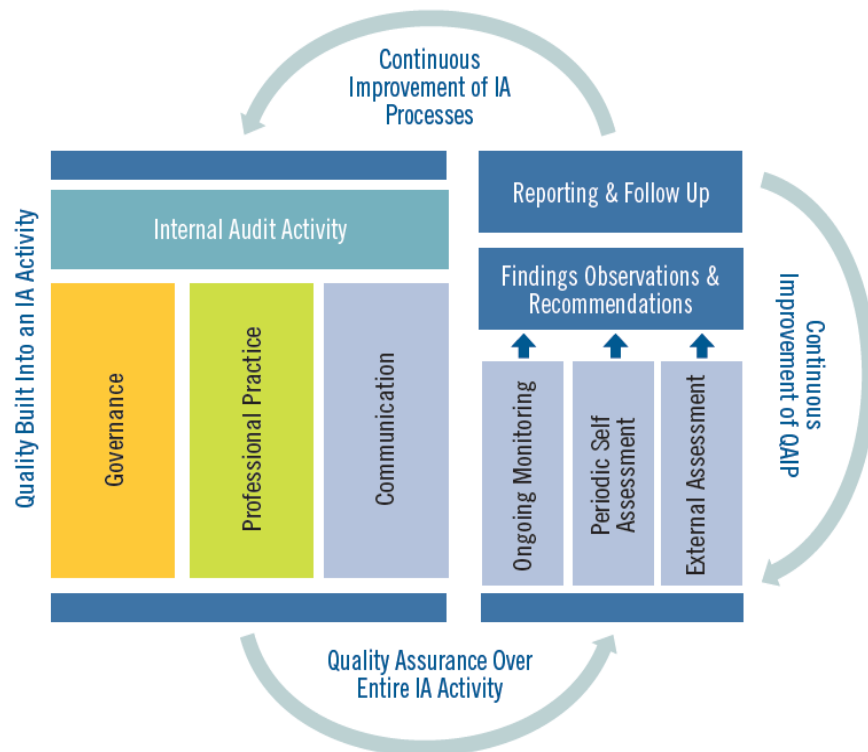 Continuous
Improvement of IA
Processes
Quality Built Into an IA Activity
Internal Audit Activity
Governance
Professional Practice
Communication
Reporting & Follow Up
Findings Observations &
Recommendations
Ongoing Monitoring
Periodic Self
Assessment
External Assessment
Continuous
Improvement of QAIP
Quality Assurance Over
Entire IA Activity